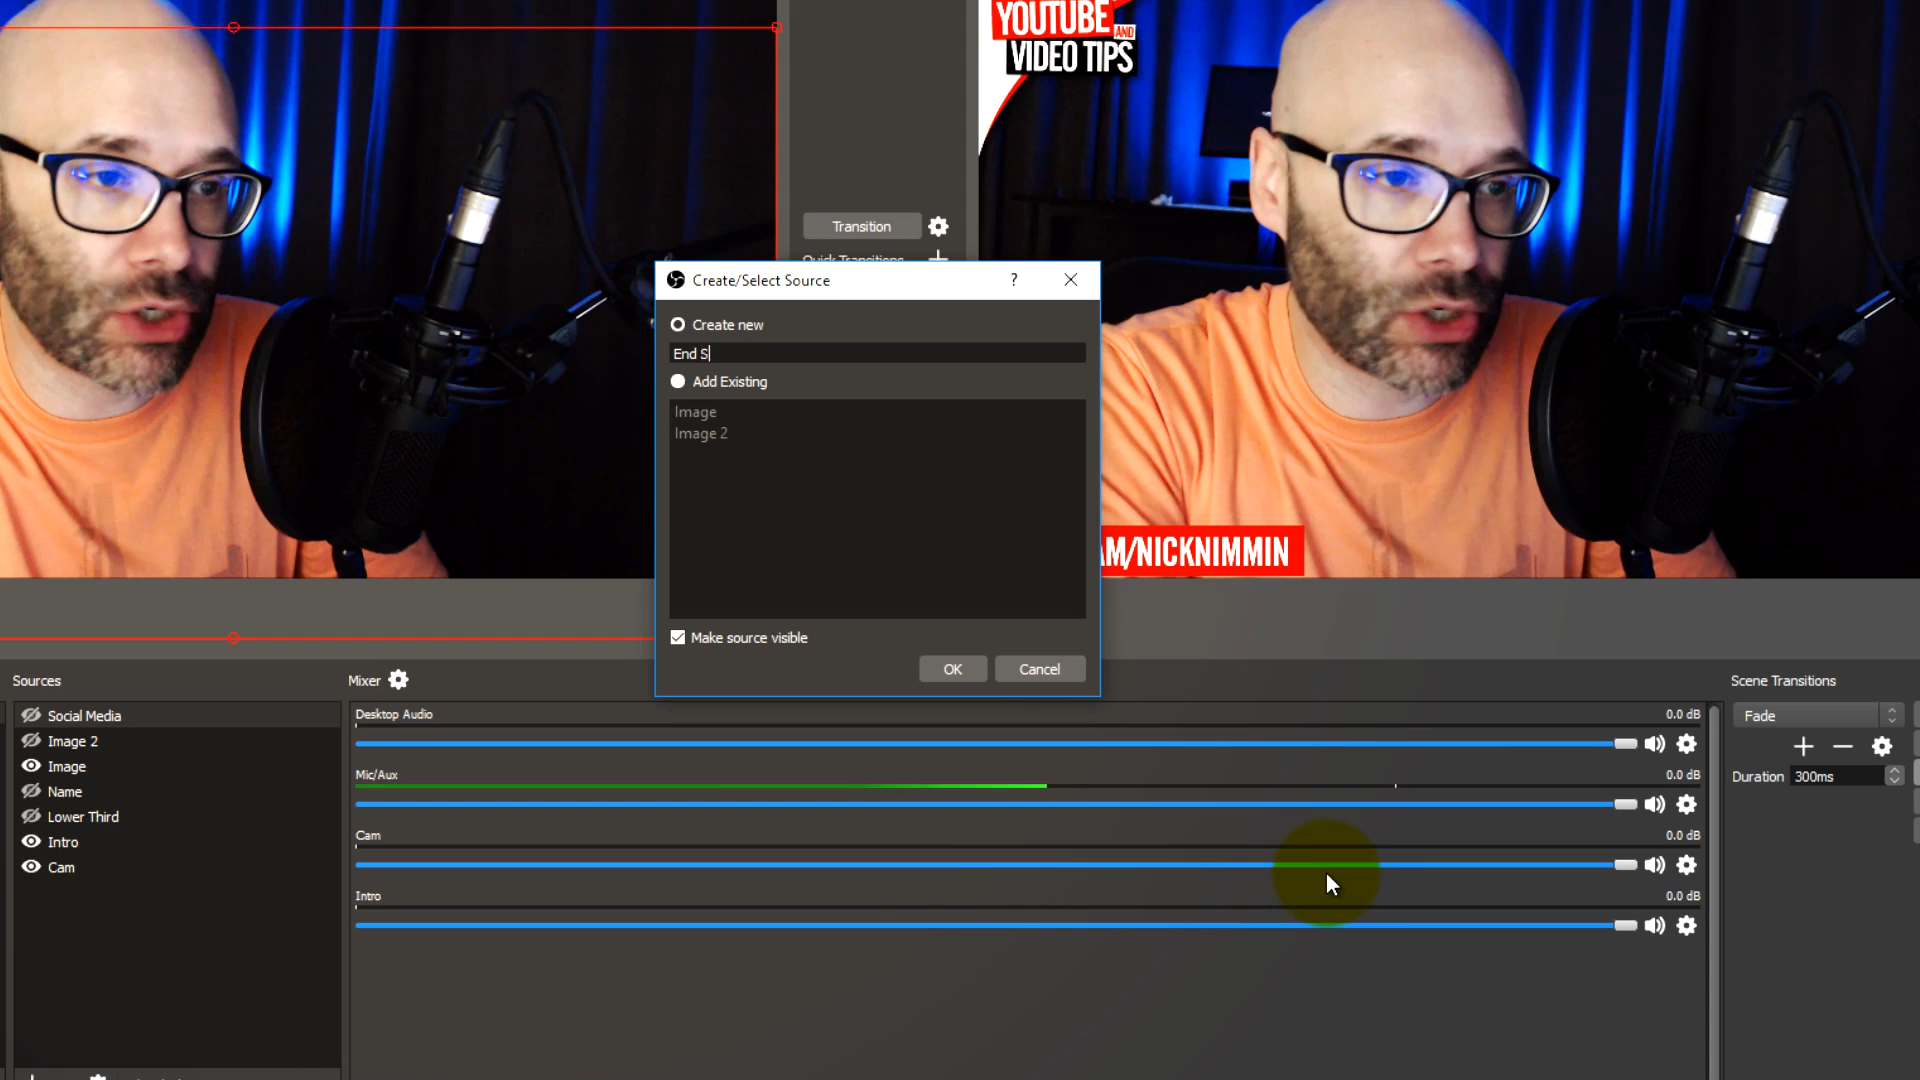 YOUTUBE
AND
VIDEO TIPS
Transition
Quick Transitions
Create/Select Source
?
Create new
End S
Add Existing
Image
Image 2
AM/NICKNIMMIN
Make source visible
OK
Cancel
Sources
Mixer
Scene Transitions
Social Media
Image 2
Image
Name
Lower Third
Intro
Cam
Desktop Audio
0.0 dB
Mic/Aux
0.0 dB
Cam
0.0 dB
Intro
0.0 dB
Fade
Duration
300ms